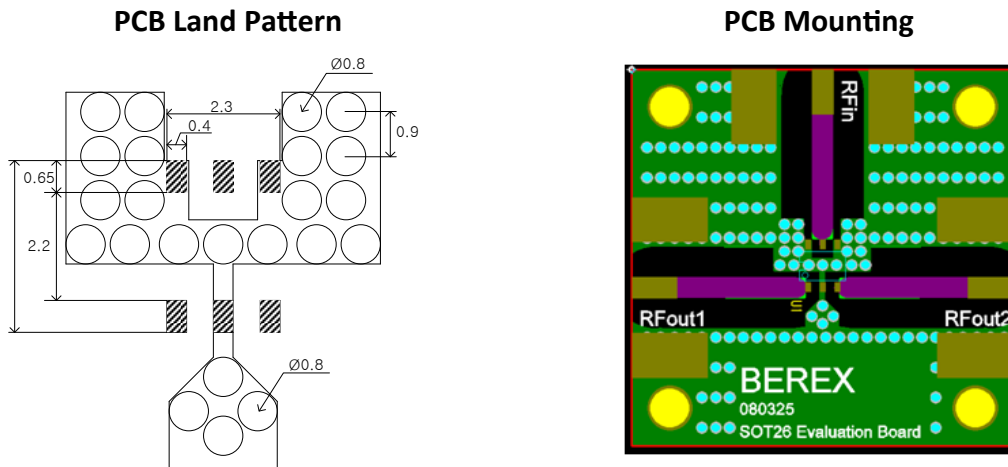 PCB Land Pattern
PCB Mounting
Ø0.8
2.3
0.4
0.9
0.65
2.2
Ø0.8
RFin
U1
RFout1
RFout2
BEREX
080325
SOT26 Evaluation Board